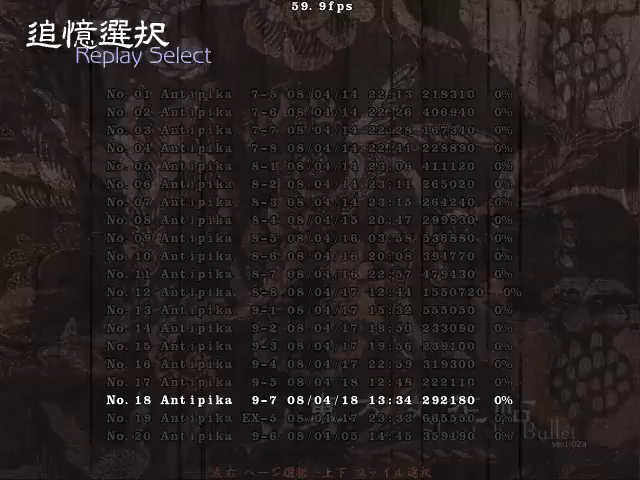 59.9fps
追憶選択
Replay Select
No.01 Antipika 7-5 08/04/14 22:13 218310 0%
No.02 Antipika 7-6 08/04/14 22:26 406940 0%
No.03 Antipika 7-7 08/04/14 22:28 167340 0%
No.04 Antipika 7-8 08/04/14 22:41 228890 0%
No.05 Antipika 8-1 08/04/14 23:06 411120 0%
No.06 Antipika 8-2 08/04/14 23:11 265020 0%
No.07 Antipika 8-3 08/04/14 23:15 264240 0%
No.08 Antipika 8-4 08/04/15 20:47 299830 0%
No.09 Antipika 8-5 08/04/16 03:58 536880 0%
No.10 Antipika 8-6 08/04/16 20:08 394770 0%
No.11 Antipika 8-7 08/04/16 22:57 479430 0%
No.12 Antipika 8-8 08/04/17 12:44 1550720 0%
No.13 Antipika 9-1 08/04/17 15:32 555050 0%
No.14 Antipika 9-2 08/04/17 19:50 233090 0%
No.15 Antipika 9-3 08/04/17 19:56 239100 0%
No.16 Antipika 9-4 08/04/17 22:59 319300 0%
No.17 Antipika 9-5 08/04/18 12:48 222110 0%
No.18 Antipika 9-7 08/04/18 13:34 292180 0%
No.19 Antipika EX-5 08/04/17 23:33 665550 0%
No.20 Antipika 9-6 08/04/05 14:45 359190 0%
Bullet
ver1.02a
左右 ページ選択 上下 ファイル選択